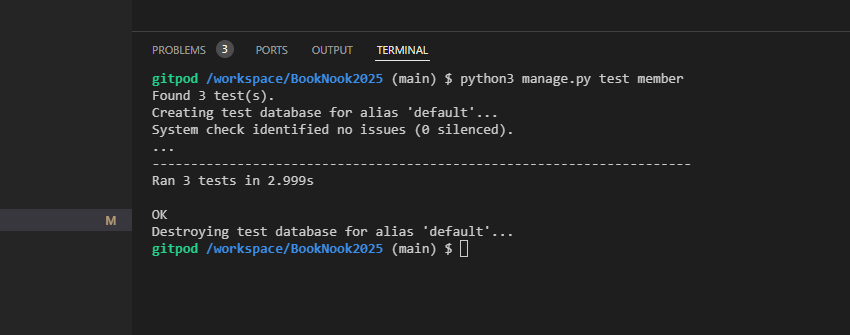 PROBLEMS 3 PORTS OUTPUT TERMINAL
gitpod /workspace/BookNook2025 (main) $ python3 manage.py test member
Found 3 test(s).
Creating test database for alias 'default'...
System check identified no issues (0 silenced).
...
----------------------------------------------------------------------
Ran 3 tests in 2.999s
OK
M
Destroying test database for alias 'default'...
gitpod /workspace/BookNook2025 (main) $